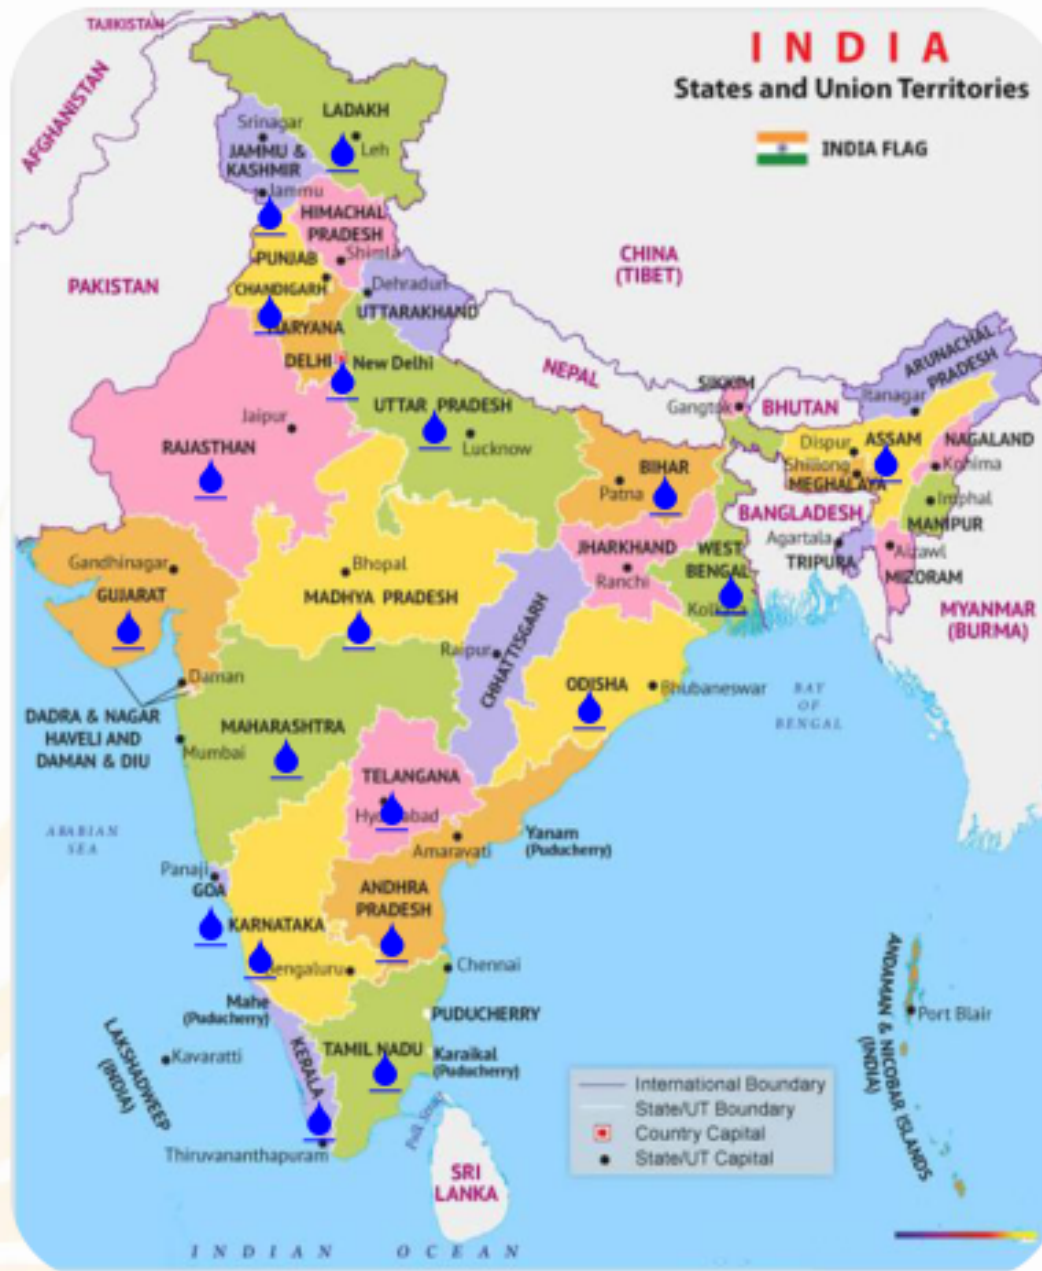 TAJIKISTAN
AFGHANISTAN
INDIA
States and Union Territories
INDIA FLAG
LADAKH
Srinagar
Leh
JAMMU &
KASHMIR
Jammu
HIMACHAL
PRADESH
Shimla
PUNJAB
CHANDIGARH
Dehradun
UTTARAKHAND
HARYANA
PAKISTAN
CHINA
(TIBET)
DELHI
New Delhi
NEPAL
SIKKIM
Gangtok
BHUTAN
ARUNACHAL
PRADESH
Itanagar
UTTAR PRADESH
Lucknow
Jaipur
RAJASTHAN
BIHAR
Patna
Dispur
ASSAM
NAGALAND
Shillong
MEGHALAYA
Kohima
Imphal
MANIPUR
BANGLADESH
Agartala
TRIPURA
Aizawl
MIZORAM
MYANMAR
(BURMA)
JHARKHAND
Ranchi
WEST
BENGAL
Kolkata
Gandhinagar
GUJARAT
Bhopal
MADHYA PRADESH
Raipur
CHHATTISGARH
ODISHA
Bhubaneswar
BAY
OF
BENGAL
Daman
DADRA & NAGAR
HAVELI AND
DAMAN & DIU
MAHARASHTRA
Mumbai
TELANGANA
Hyderabad
ARABIAN
SEA
Amaravati
Yanam
(Puducherry)
Panaji
GOA
KARNATAKA
ANDHRA
PRADESH
Bengaluru
Chennai
Mahe
(Puducherry)
PUDUCHERRY
LAKSHADWEEP
(INDIA)
Kavaratti
KERALA
TAMIL NADU
Karaikal
(Puducherry)
Thiruvananthapuram
Palk Strait
SRI
LANKA
ANDAMAN & NICOBAR ISLANDS
(INDIA)
Port Blair
International Boundary
State/UT Boundary
Country Capital
State/UT Capital
INDIAN OCEAN